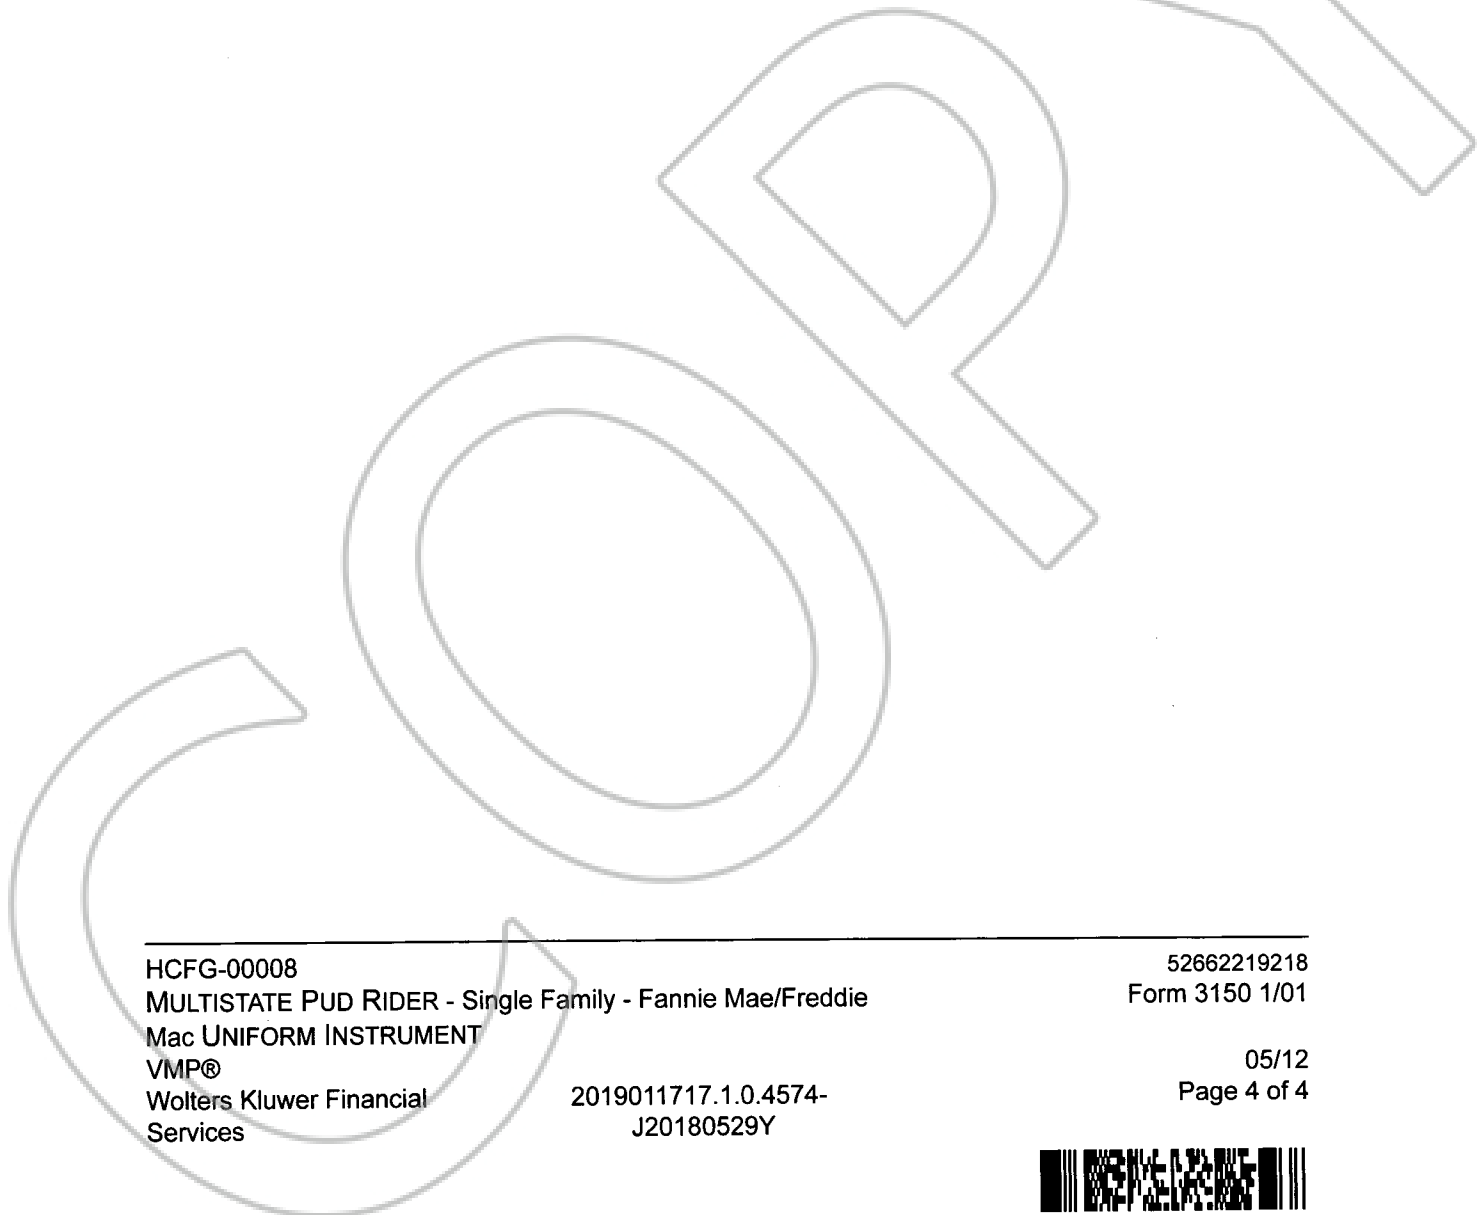 COPY
HCFG-00008
52662219218
MULTISTATE PUD RIDER - Single Family - Fannie Mae/Freddie
Form 3150 1/01
Mac UNIFORM INSTRUMENT
VMP®
05/12
Wolters Kluwer Financial
2019011717.1.0.4574-
Page 4 of 4
Services
J20180529Y